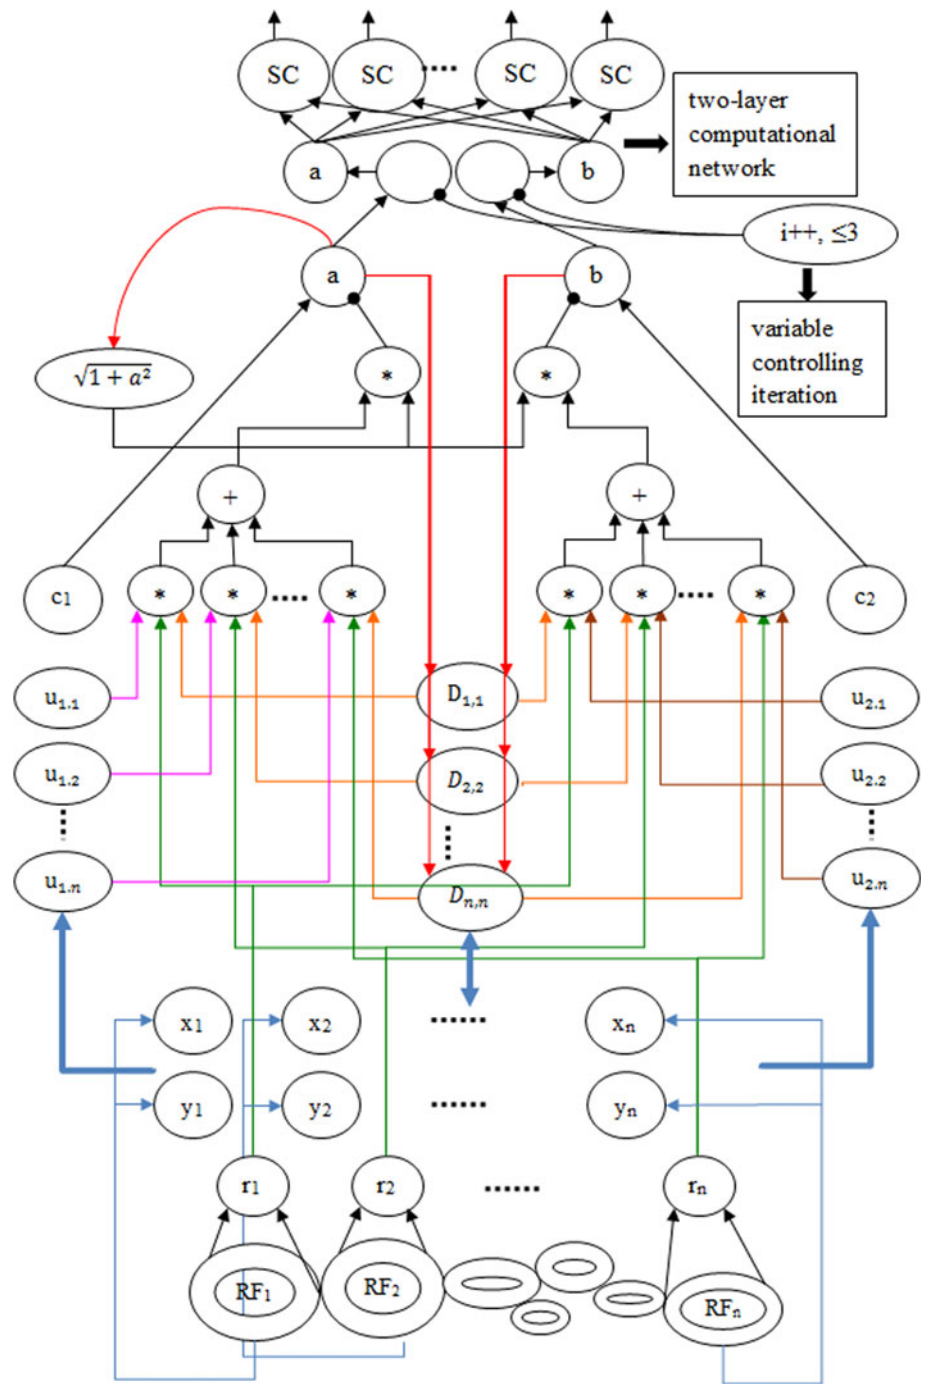 SC SC SC SC
two-layer
computational
network
a b
i++, ≤3
a b
variable
controlling
iteration
√1 + a²
* *
+ +
c₁ * * * * * * c₂
u₁.₁ D₁,₁ u₂.₁
u₁.₂ D₂,₂ u₂.₂
u₁.ₙ Dₙ,ₙ u₂.ₙ
x₁ x₂ xₙ
y₁ y₂ yₙ
r₁ r₂ rₙ
RF₁ RF₂ RFₙ